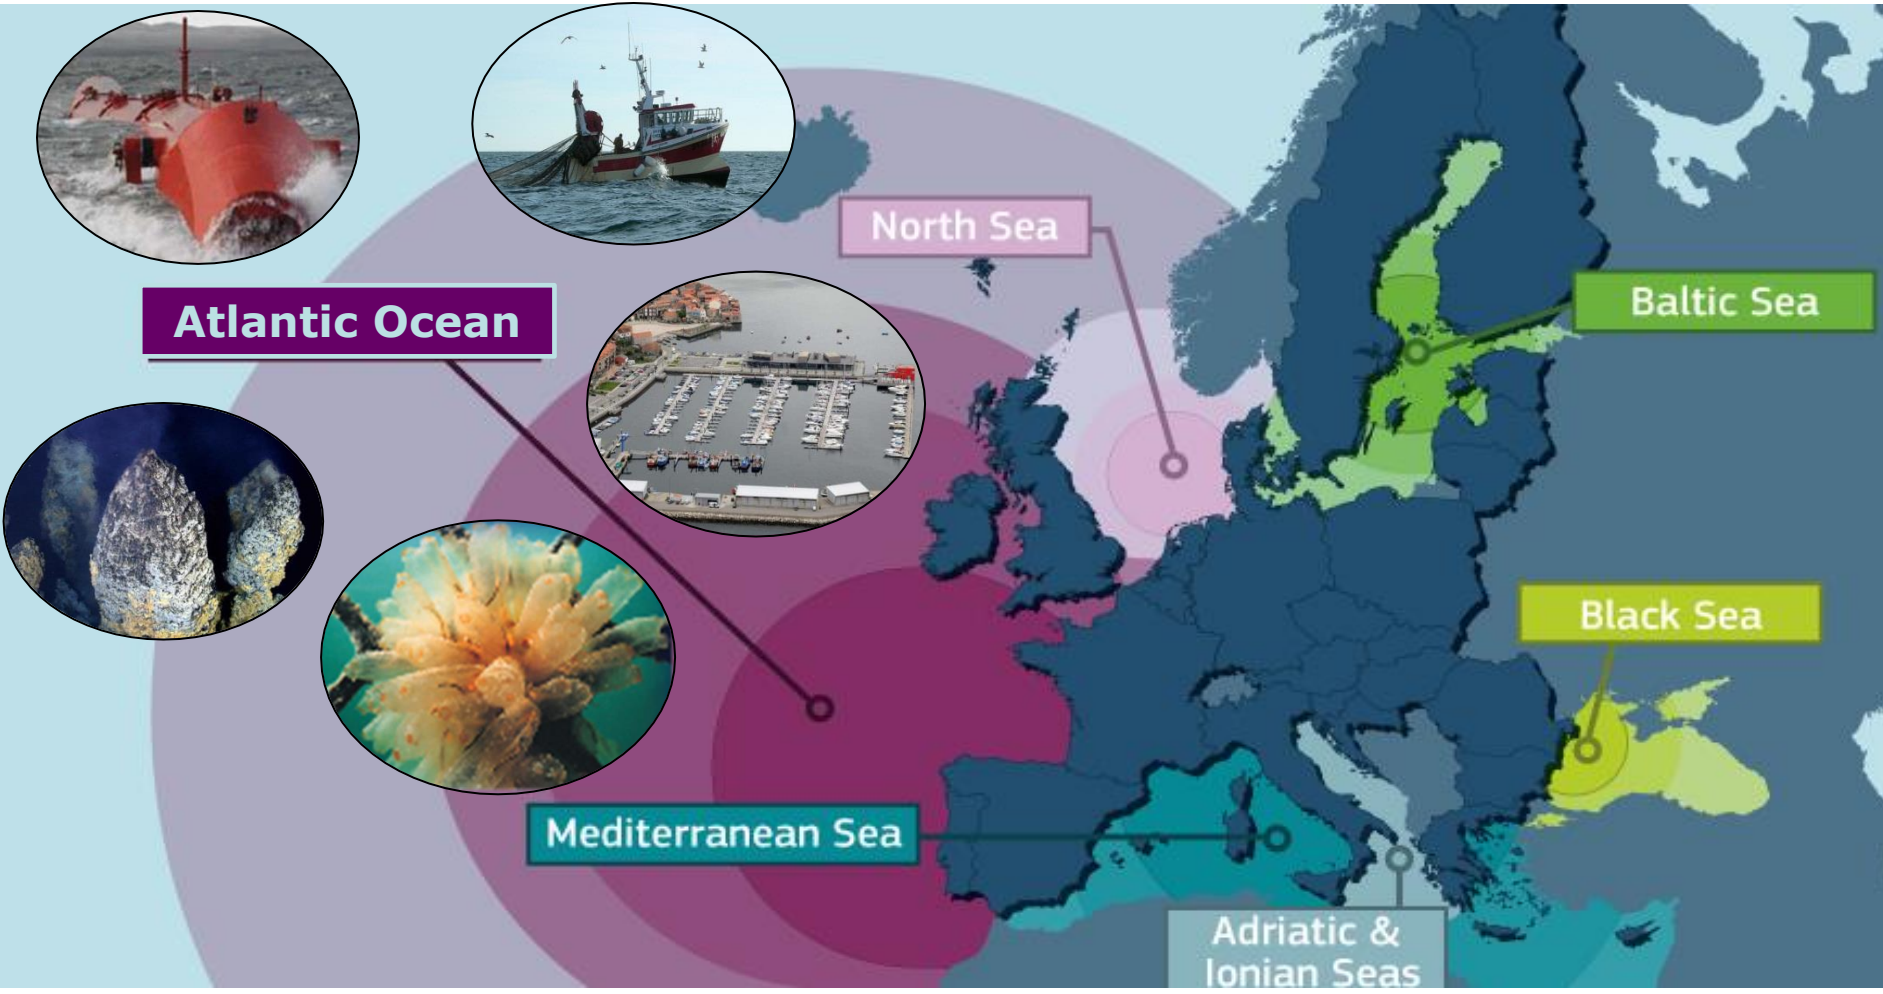 North Sea
Baltic Sea
Atlantic Ocean
Black Sea
Mediterranean Sea
Adriatic &
Ionian Seas